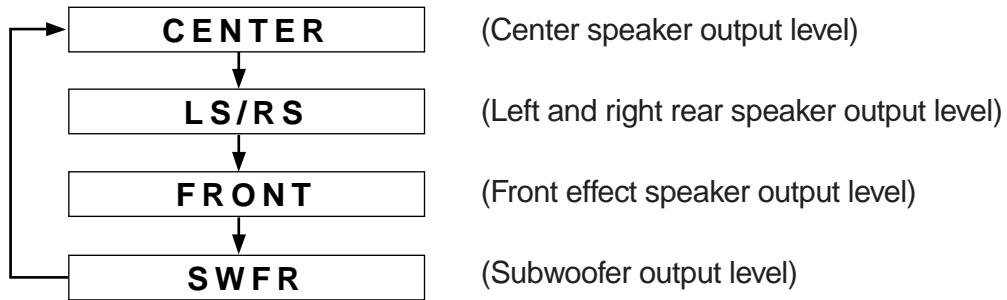 CENTER (Center speaker output level)
LS/RS (Left and right rear speaker output level)
FRONT (Front effect speaker output level)
SWFR (Subwoofer output level)